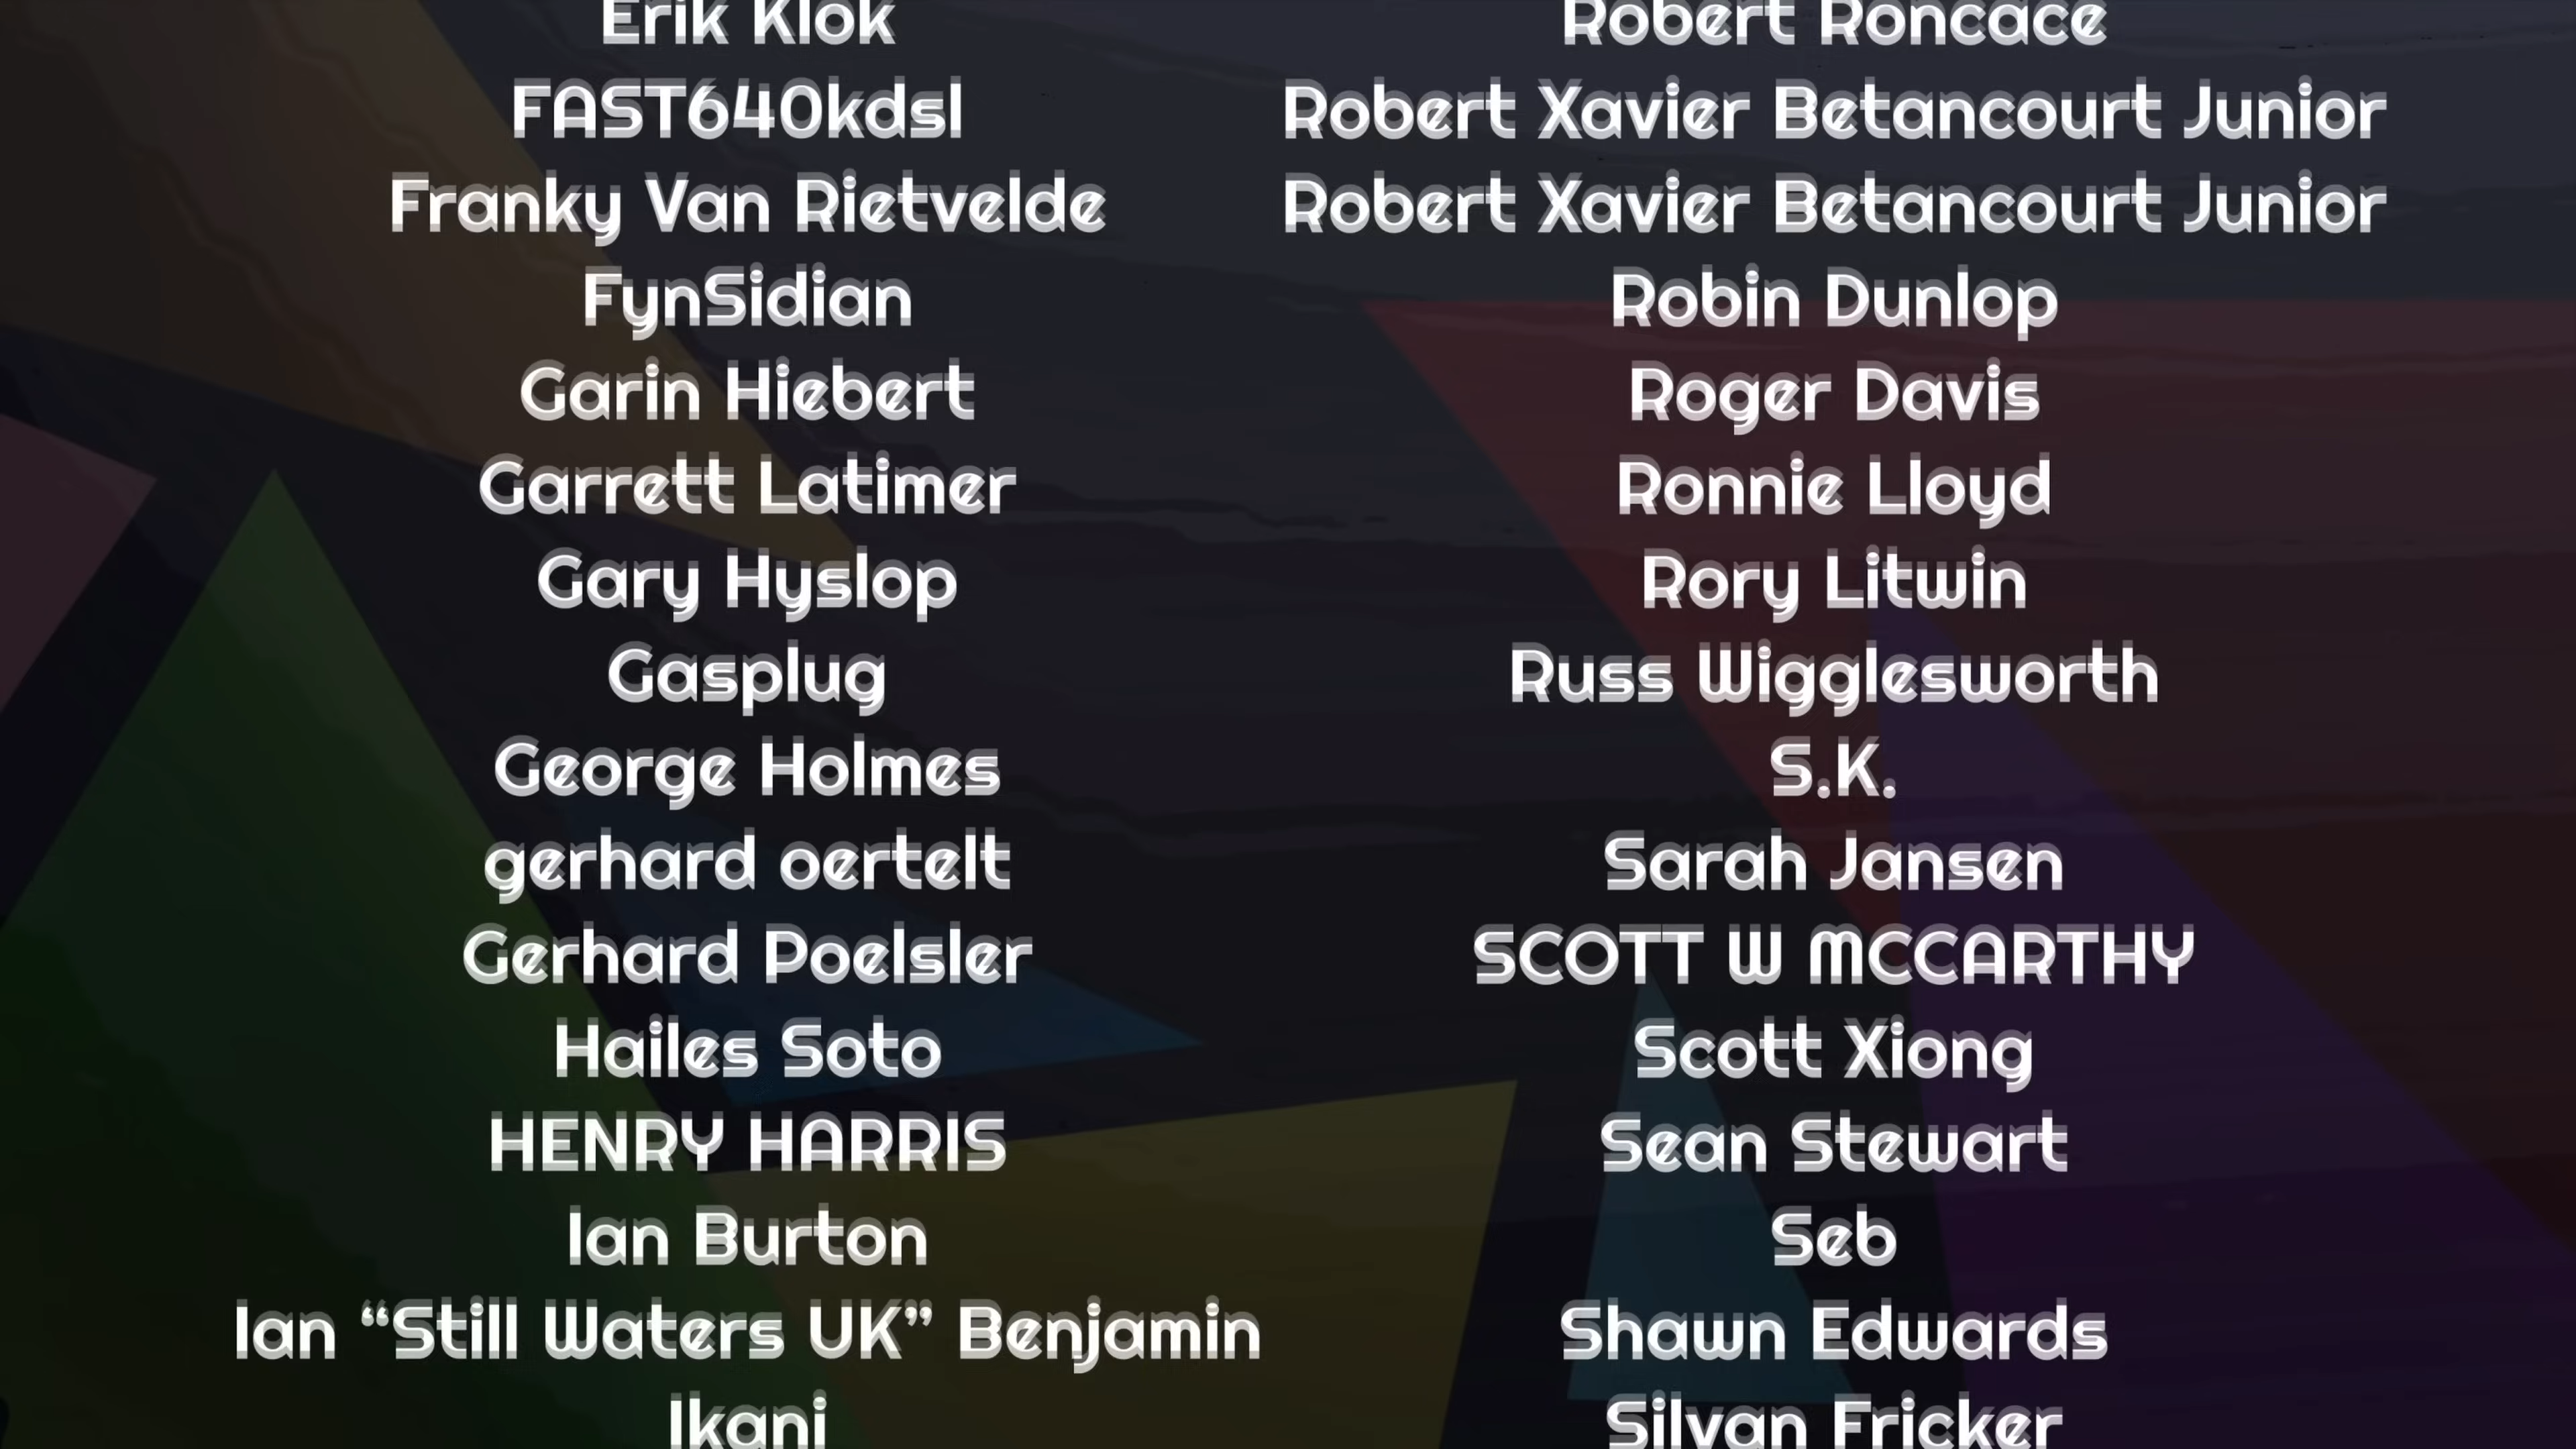 Erik Klok
FAST640kdsl
Franky Van Rietvelde
FynSidian
Garin Hiebert
Garrett Latimer
Gary Hyslop
Gasplug
George Holmes
gerhard oertelt
Gerhard Poelsler
Hailes Soto
HENRY HARRIS
Ian Burton
Ian “Still Waters UK” Benjamin
Ikani
Robert Roncace
Robert Xavier Betancourt Junior
Robert Xavier Betancourt Junior
Robin Dunlop
Roger Davis
Ronnie Lloyd
Rory Litwin
Russ Wigglesworth
S.K.
Sarah Jansen
SCOTT W MCCARTHY
Scott Xiong
Sean Stewart
Seb
Shawn Edwards
Silvan Fricker